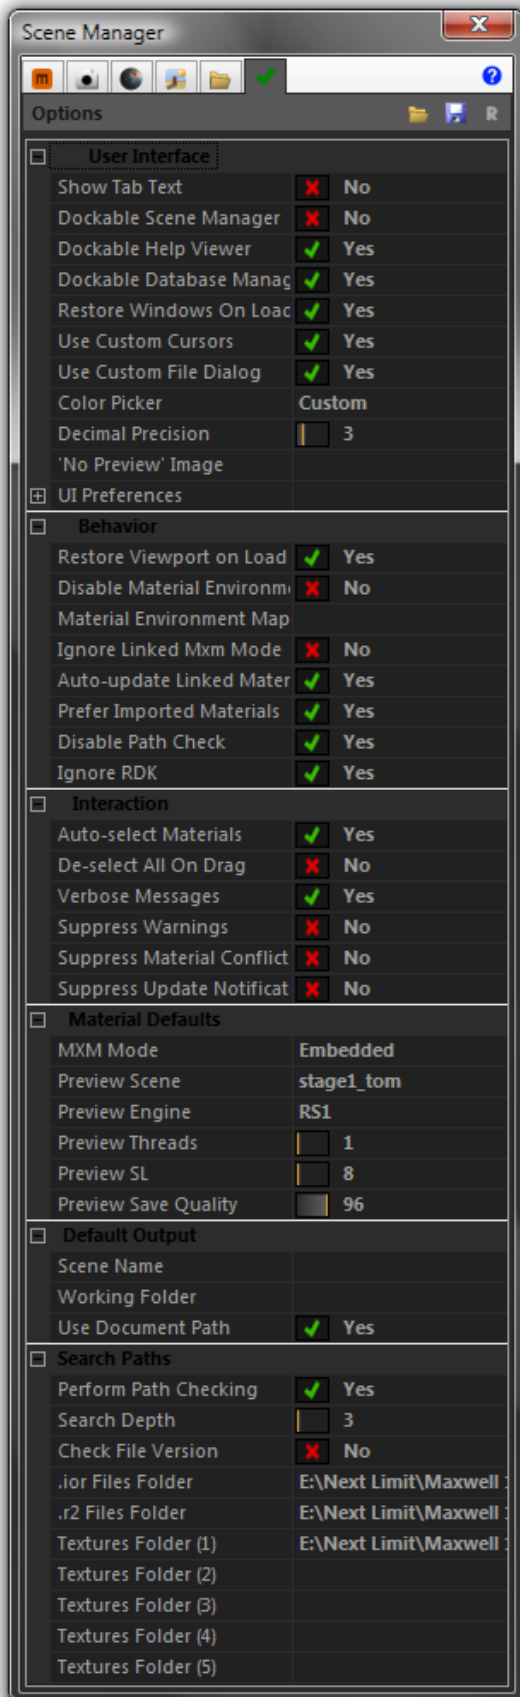 Scene Manager
m
?
Options
R
User Interface
Show Tab Text No
Dockable Scene Manager No
Dockable Help Viewer Yes
Dockable Database Manag Yes
Restore Windows On Load Yes
Use Custom Cursors Yes
Use Custom File Dialog Yes
Color Picker Custom
Decimal Precision 3
'No Preview' Image
UI Preferences
Behavior
Restore Viewport on Load Yes
Disable Material Environm No
Material Environment Map
Ignore Linked Mxm Mode No
Auto-update Linked Mater Yes
Prefer Imported Materials Yes
Disable Path Check Yes
Ignore RDK Yes
Interaction
Auto-select Materials Yes
De-select All On Drag No
Verbose Messages Yes
Suppress Warnings No
Suppress Material Conflict No
Suppress Update Notificat No
Material Defaults
MXM Mode Embedded
Preview Scene stage1_tom
Preview Engine RS1
Preview Threads 1
Preview SL 8
Preview Save Quality 96
Default Output
Scene Name
Working Folder
Use Document Path Yes
Search Paths
Perform Path Checking Yes
Search Depth 3
Check File Version No
.ior Files Folder E:\Next Limit\Maxwell
.r2 Files Folder E:\Next Limit\Maxwell
Textures Folder (1) E:\Next Limit\Maxwell
Textures Folder (2)
Textures Folder (3)
Textures Folder (4)
Textures Folder (5)